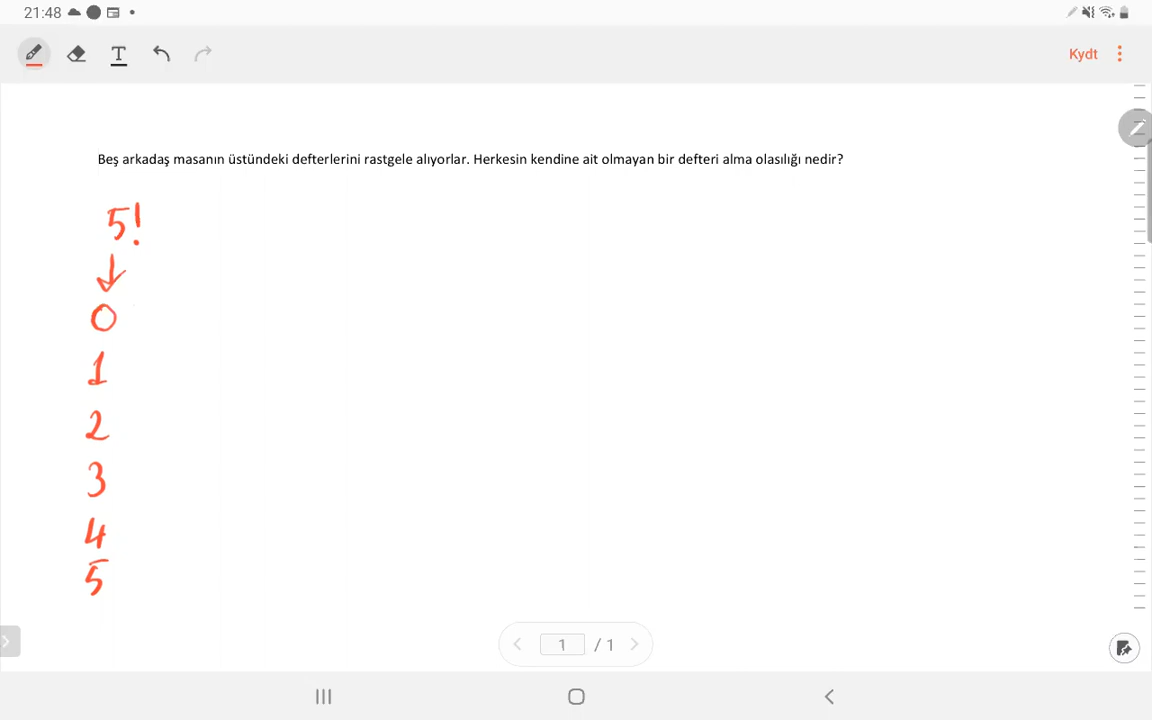 21:48
T
Kydt
Beş arkadaş masanın üstündeki defterlerini rastgele alıyorlar. Herkesin kendine ait olmayan bir defteri alma olasılığı nedir?
5!
↓
0
1
2
3
4
5
1 / 1